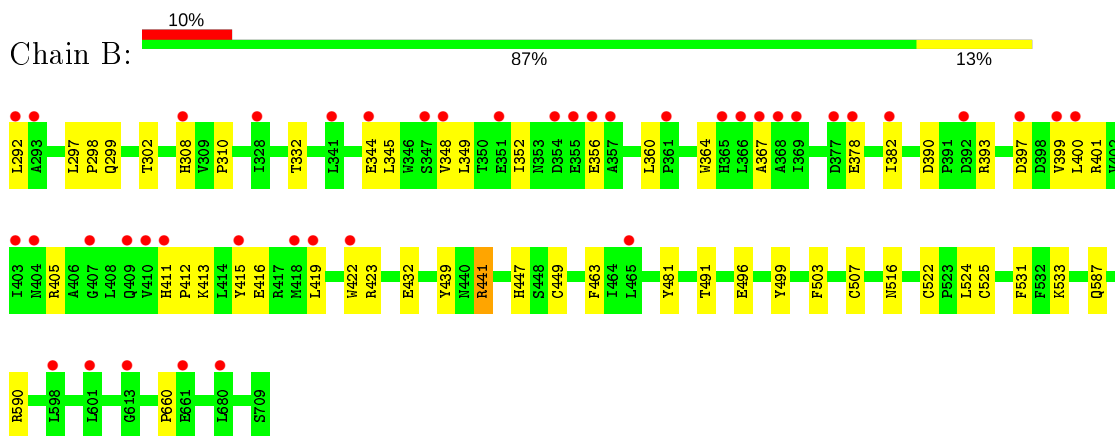 10%
Chain B:
87% 13%
L292 A293 L297 P298 Q299 T302 H308 V309 P310 I328 T332 L341 E344 L345 W346 S347 V348 L349 T350 E351 I352 N353 D354 E355 E356 A357 L360 P361 W364 H365 L366 A367 A368 I369 D377 E378 I382 D390 P391 D392 R393 D397 D398 V399 L400 R401 V402
I403 N404 R405 A406 G407 L408 Q409 V410 H411 P412 K413 L414 Y415 E416 R417 M418 L419 W422 R423 E432 Y439 N440 R441 H447 S448 C449 F463 I464 L465 Y481 T491 E496 Y499 F503 C507 N516 C522 P523 L524 C525 F531 F532 K533 Q587
R590 L598 L601 G613 P660 E661 L680 S709